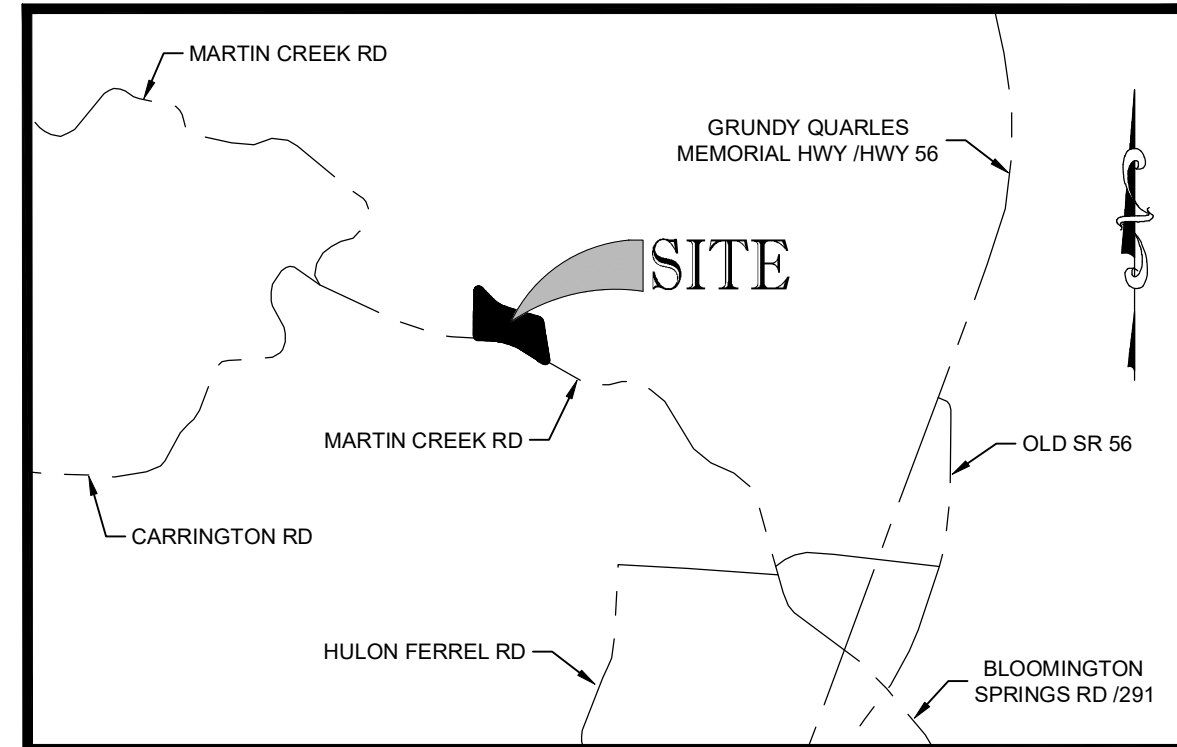 MARTIN CREEK RD
GRUNDY QUARLES
MEMORIAL HWY /HWY 56
SITE
MARTIN CREEK RD
OLD SR 56
CARRINGTON RD
HULON FERREL RD
BLOOMINGTON
SPRINGS RD /291